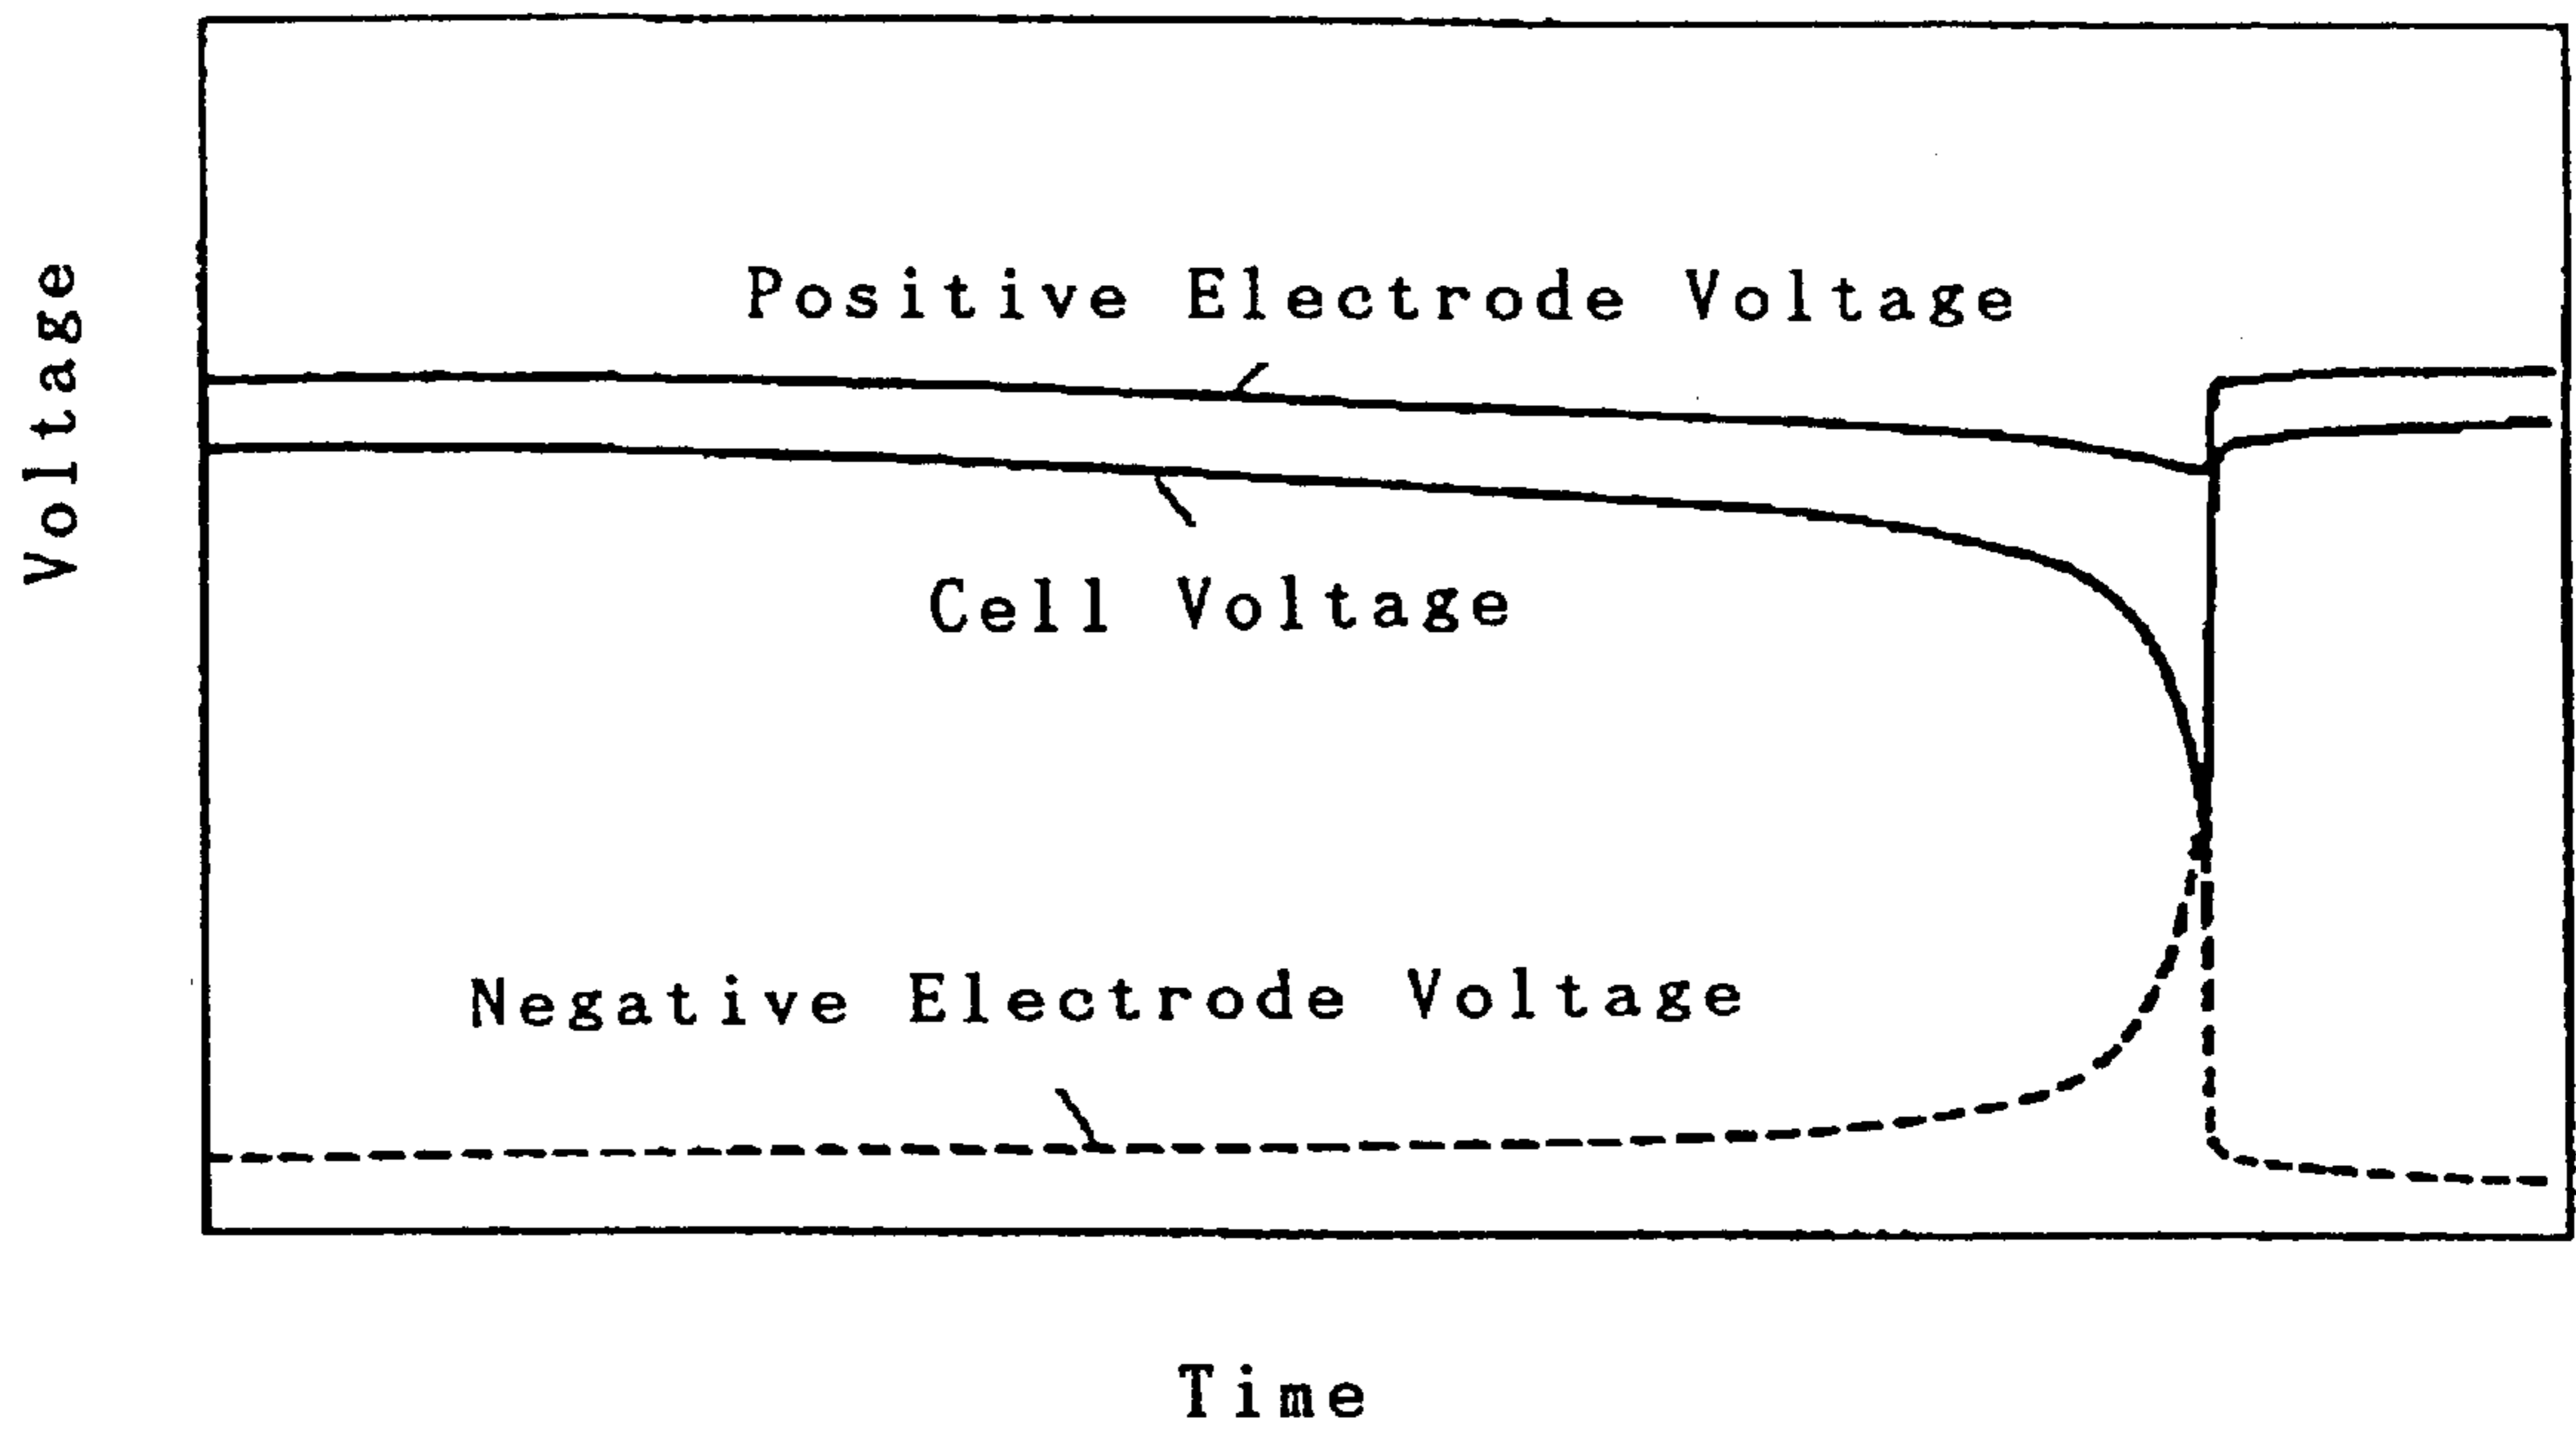 Voltage
Positive Electrode Voltage
Cell Voltage
Negative Electrode Voltage
Time